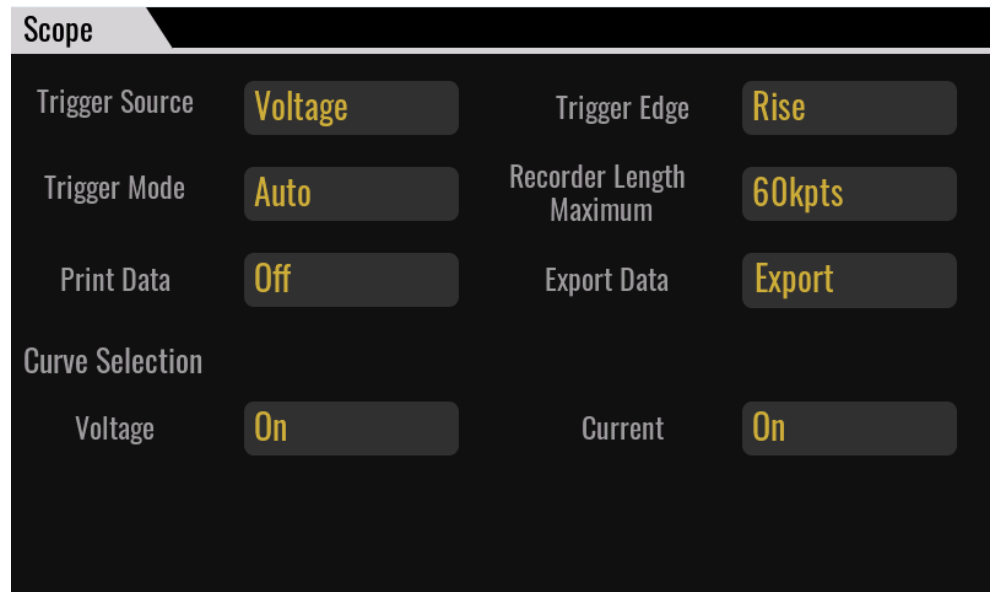 Scope
Trigger Source Voltage Trigger Edge Rise
Trigger Mode Auto Recorder Length
Maximum 60kpts
Print Data Off Export Data Export
Curve Selection
Voltage On Current On